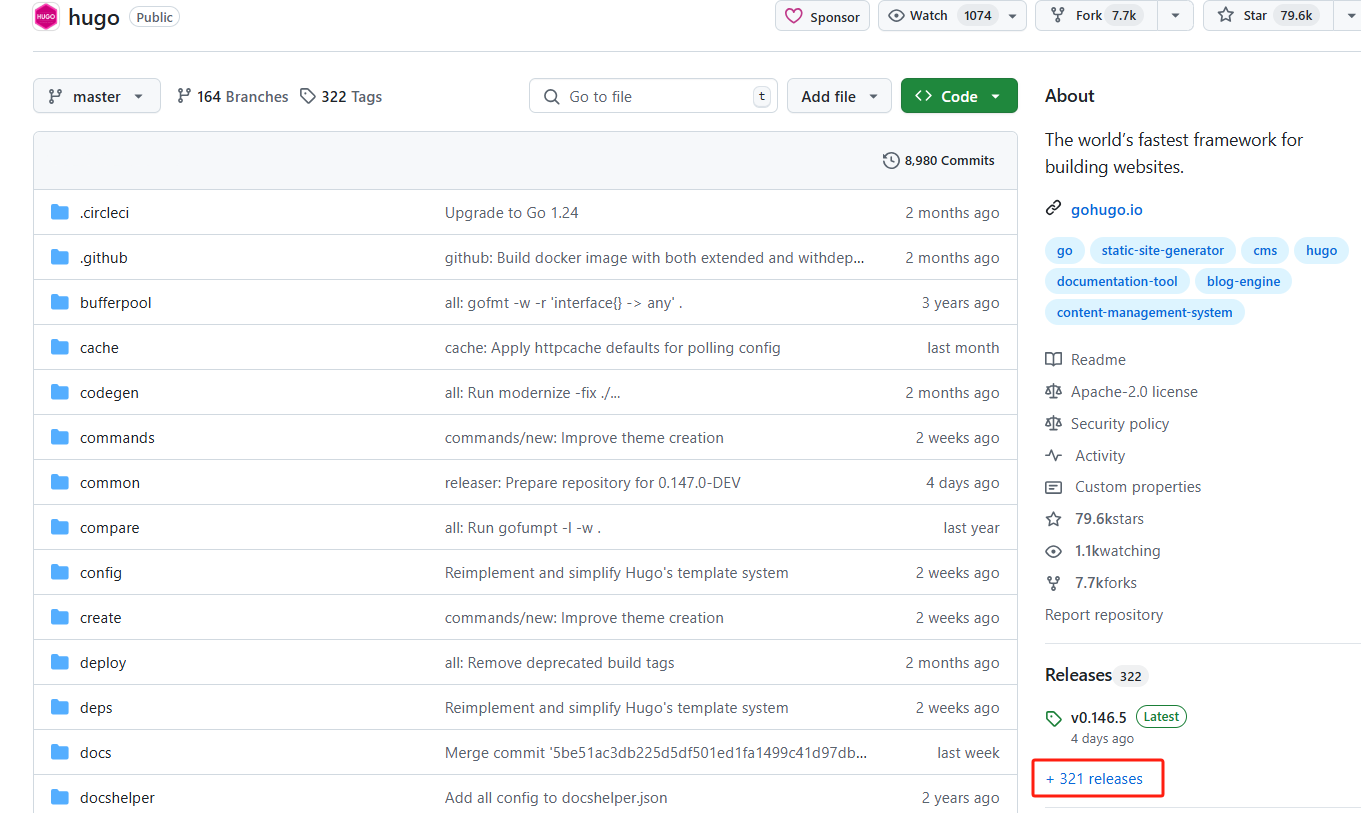 HUGO hugo Public Sponsor Watch 1074 Fork 7.7k Star 79.6k
master 164 Branches 322 Tags Go to file t Add file Code
8,980 Commits
.circleci Upgrade to Go 1.24 2 months ago
.github github: Build docker image with both extended and withdep... 2 months ago
bufferpool all: gofmt -w -r 'interface{} -> any' . 3 years ago
cache cache: Apply httpcache defaults for polling config last month
codegen all: Run modernize -fix ./... 2 months ago
commands commands/new: Improve theme creation 2 weeks ago
common releaser: Prepare repository for 0.147.0-DEV 4 days ago
compare all: Run gofumpt -l -w . last year
config Reimplement and simplify Hugo's template system 2 weeks ago
create commands/new: Improve theme creation 2 weeks ago
deploy all: Remove deprecated build tags 2 months ago
deps Reimplement and simplify Hugo's template system 2 weeks ago
docs Merge commit '5be51ac3db225d5df501ed1fa1499c41d97db... last week
docshelper Add all config to docshelper.json 2 years ago
About
The world’s fastest framework for
building websites.
gohugo.io
go static-site-generator cms hugo
documentation-tool blog-engine
content-management-system
Readme
Apache-2.0 license
Security policy
Activity
Custom properties
79.6kstars
1.1kwatching
7.7kforks
Report repository
Releases 322
v0.146.5 Latest
4 days ago
+ 321 releases